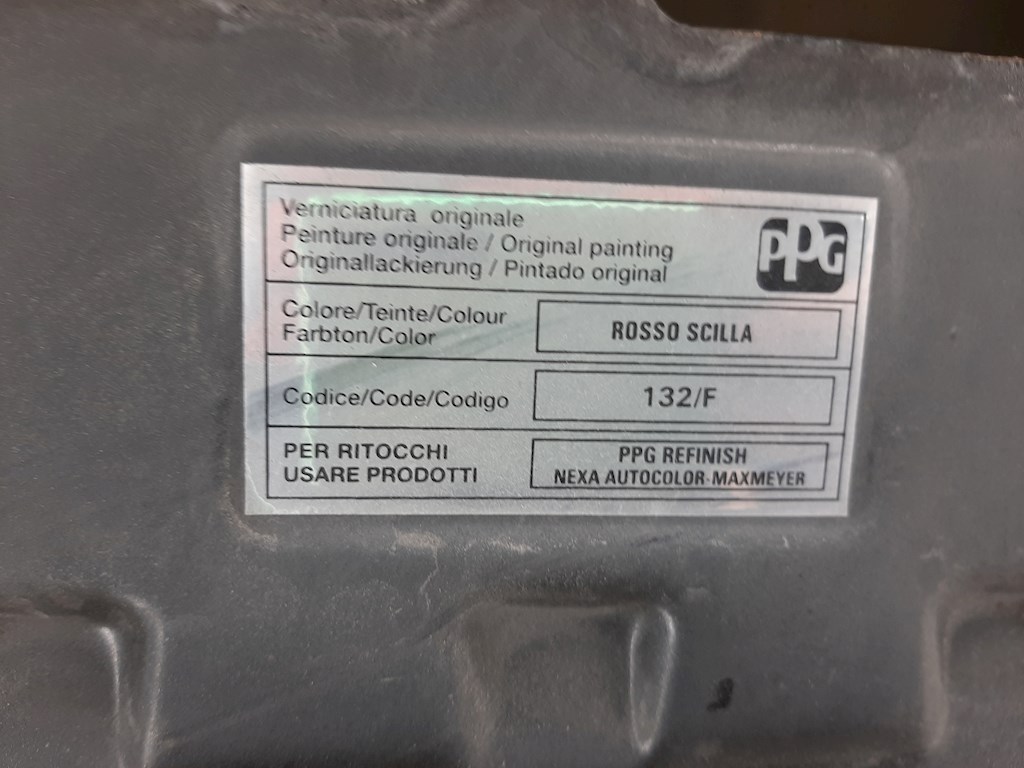 Verniciatura originale
Peinture originale / Original painting
Originallackierung / Pintado original
PPG
Colore/Teinte/Colour
Farbton/Color
ROSSO SCILLA
Codice/Code/Codigo
132/F
PER RITOCCHI
USARE PRODOTTI
PPG REFINISH
NEXA AUTOCOLOR-MAXMEYER